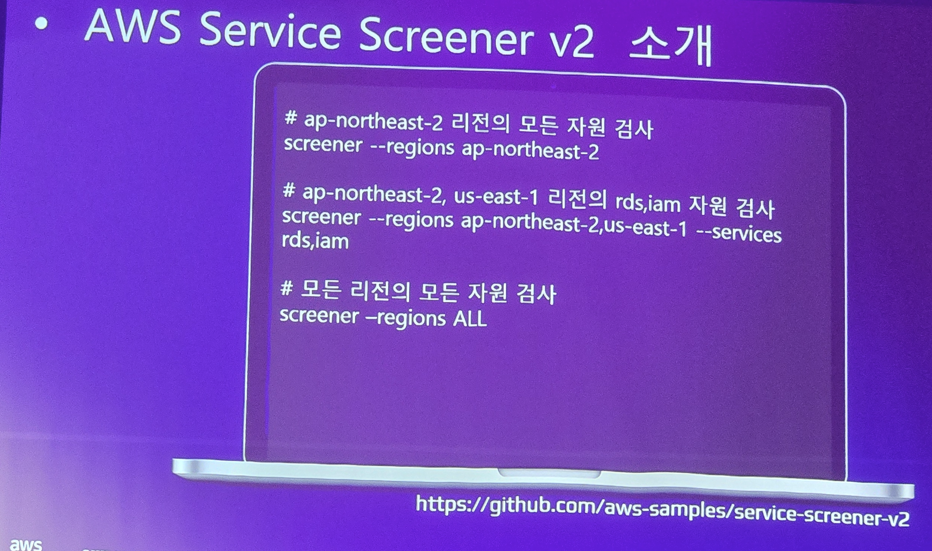 • AWS Service Screener v2 소개
# ap-northeast-2 리전의 모든 자원 검사
screener --regions ap-northeast-2
# ap-northeast-2, us-east-1 리전의 rds,iam 자원 검사
screener --regions ap-northeast-2,us-east-1 --services
rds,iam
# 모든 리전의 모든 자원 검사
screener –regions ALL
https://github.com/aws-samples/service-screener-v2
aws